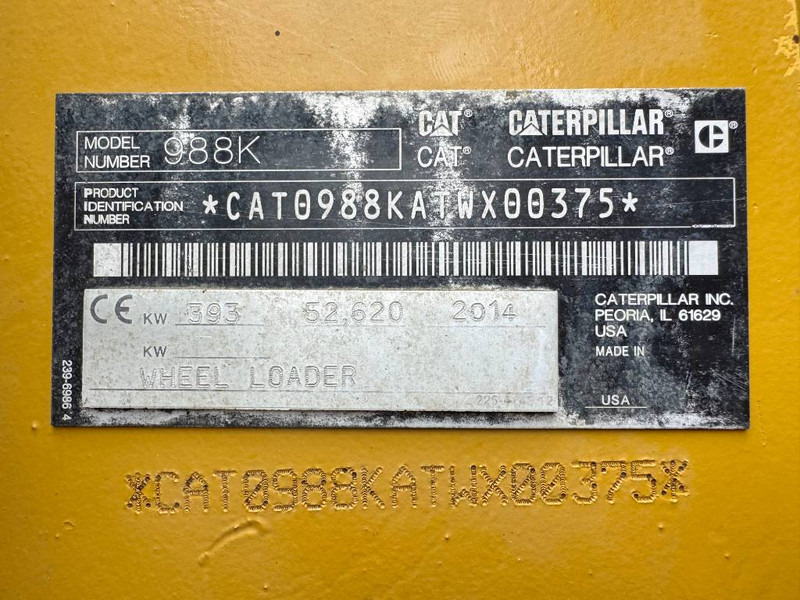 MODEL NUMBER 988K
CAT® CATERPILLAR®
CAT® CATERPILLAR®
PRODUCT IDENTIFICATION NUMBER *CAT0988KATWX00375*
CE KW 393 52,620 2014
KW
WHEEL LOADER
CATERPILLAR INC.
PEORIA, IL 61629
USA
MADE IN
USA
239-6986 4
*CAT0988KATWX00375*